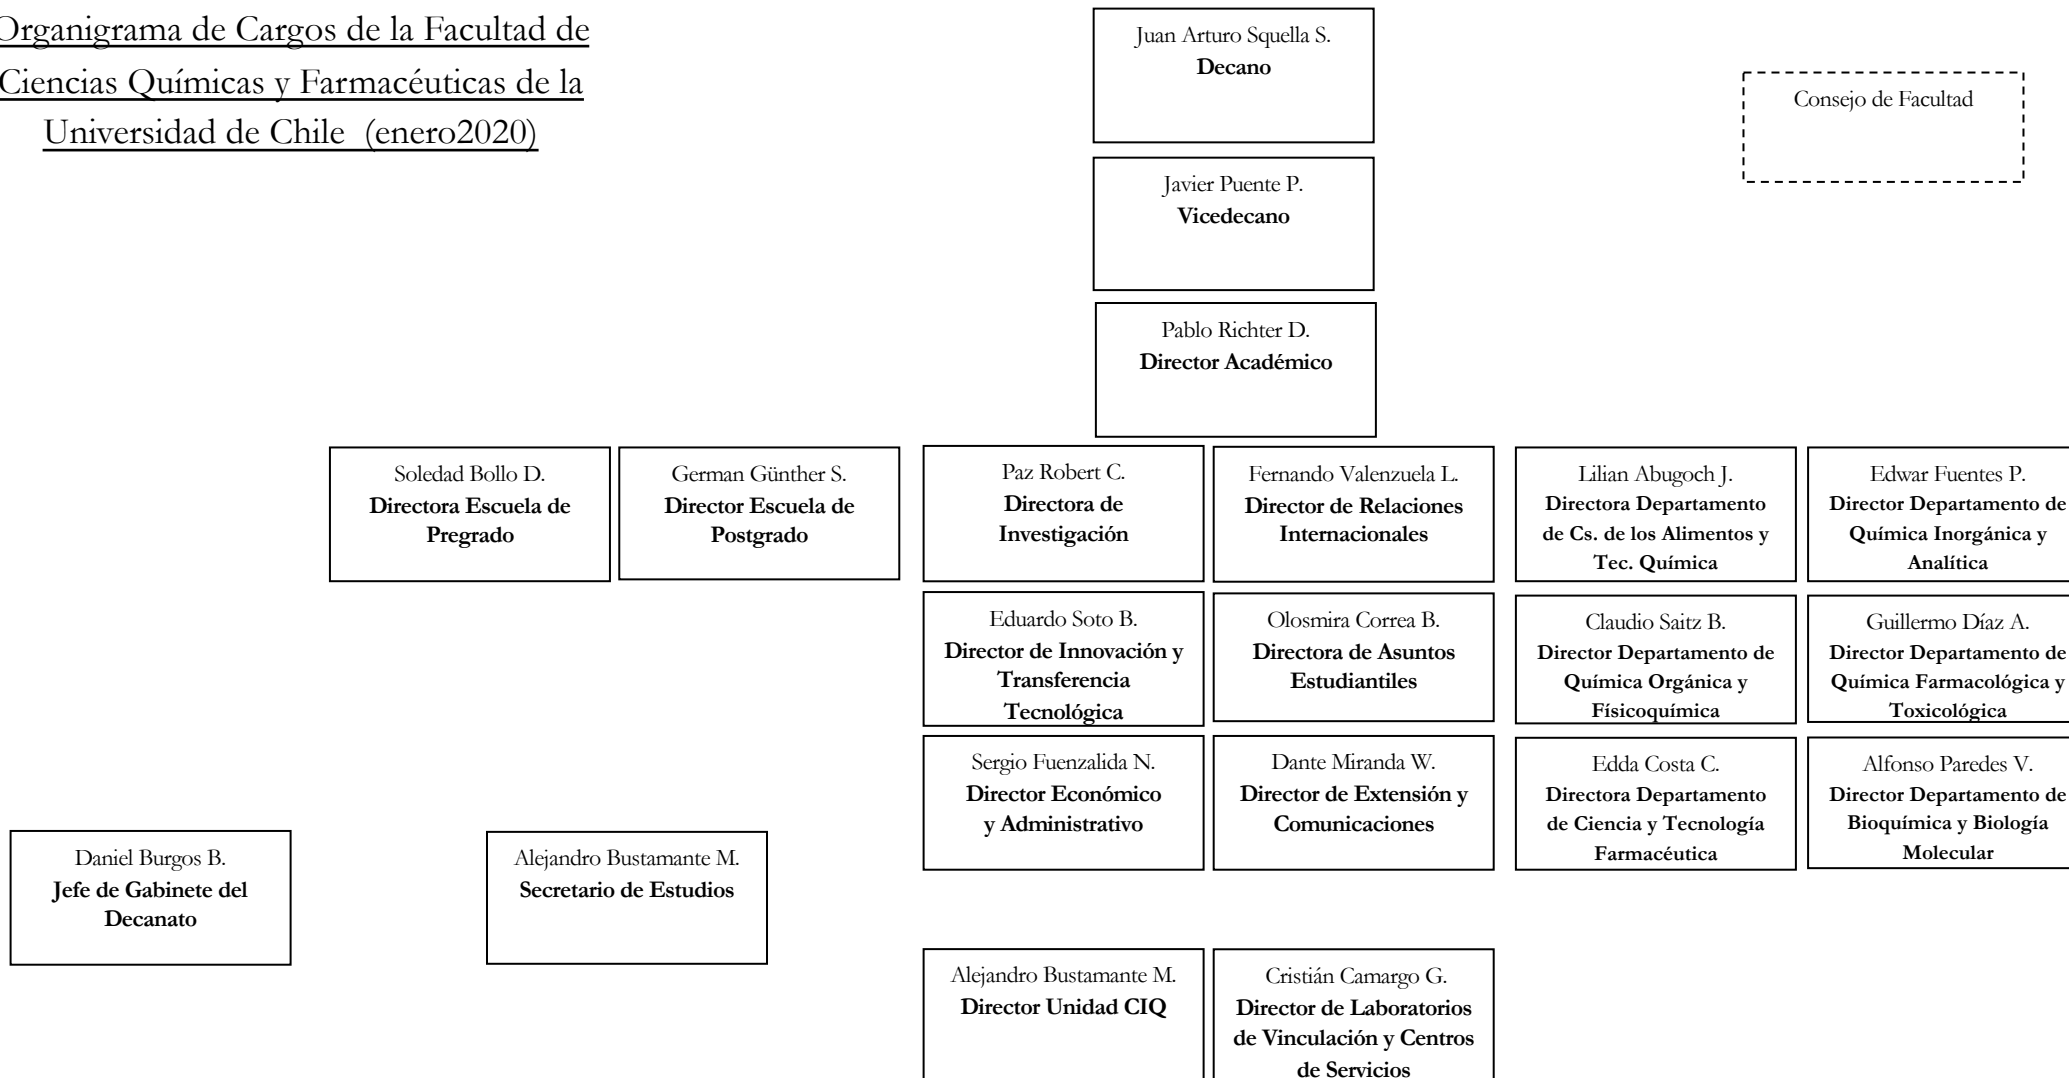 Organigrama de Cargos de la Facultad de
Ciencias Químicas y Farmacéuticas de la
Universidad de Chile (enero2020)
Juan Arturo Squella S.
Decano
Consejo de Facultad
Javier Puente P.
Vicedecano
Pablo Richter D.
Director Académico
Soledad Bollo D.
Directora Escuela de
Pregrado
German Günther S.
Director Escuela de
Postgrado
Paz Robert C.
Directora de
Investigación
Fernando Valenzuela L.
Director de Relaciones
Internacionales
Lilian Abugoch J.
Directora Departamento
de Cs. de los Alimentos y
Tec. Química
Edwar Fuentes P.
Director Departamento de
Química Inorgánica y
Analítica
Eduardo Soto B.
Director de Innovación y
Transferencia
Tecnológica
Olosmira Correa B.
Directora de Asuntos
Estudiantiles
Claudio Saitz B.
Director Departamento de
Química Orgánica y
Físicoquímica
Guillermo Díaz A.
Director Departamento de
Química Farmacológica y
Toxicológica
Sergio Fuenzalida N.
Director Económico
y Administrativo
Dante Miranda W.
Director de Extensión y
Comunicaciones
Edda Costa C.
Directora Departamento
de Ciencia y Tecnología
Farmacéutica
Alfonso Paredes V.
Director Departamento de
Bioquímica y Biología
Molecular
Daniel Burgos B.
Jefe de Gabinete del
Decanato
Alejandro Bustamante M.
Secretario de Estudios
Alejandro Bustamante M.
Director Unidad CIQ
Cristián Camargo G.
Director de Laboratorios
de Vinculación y Centros
de Servicios